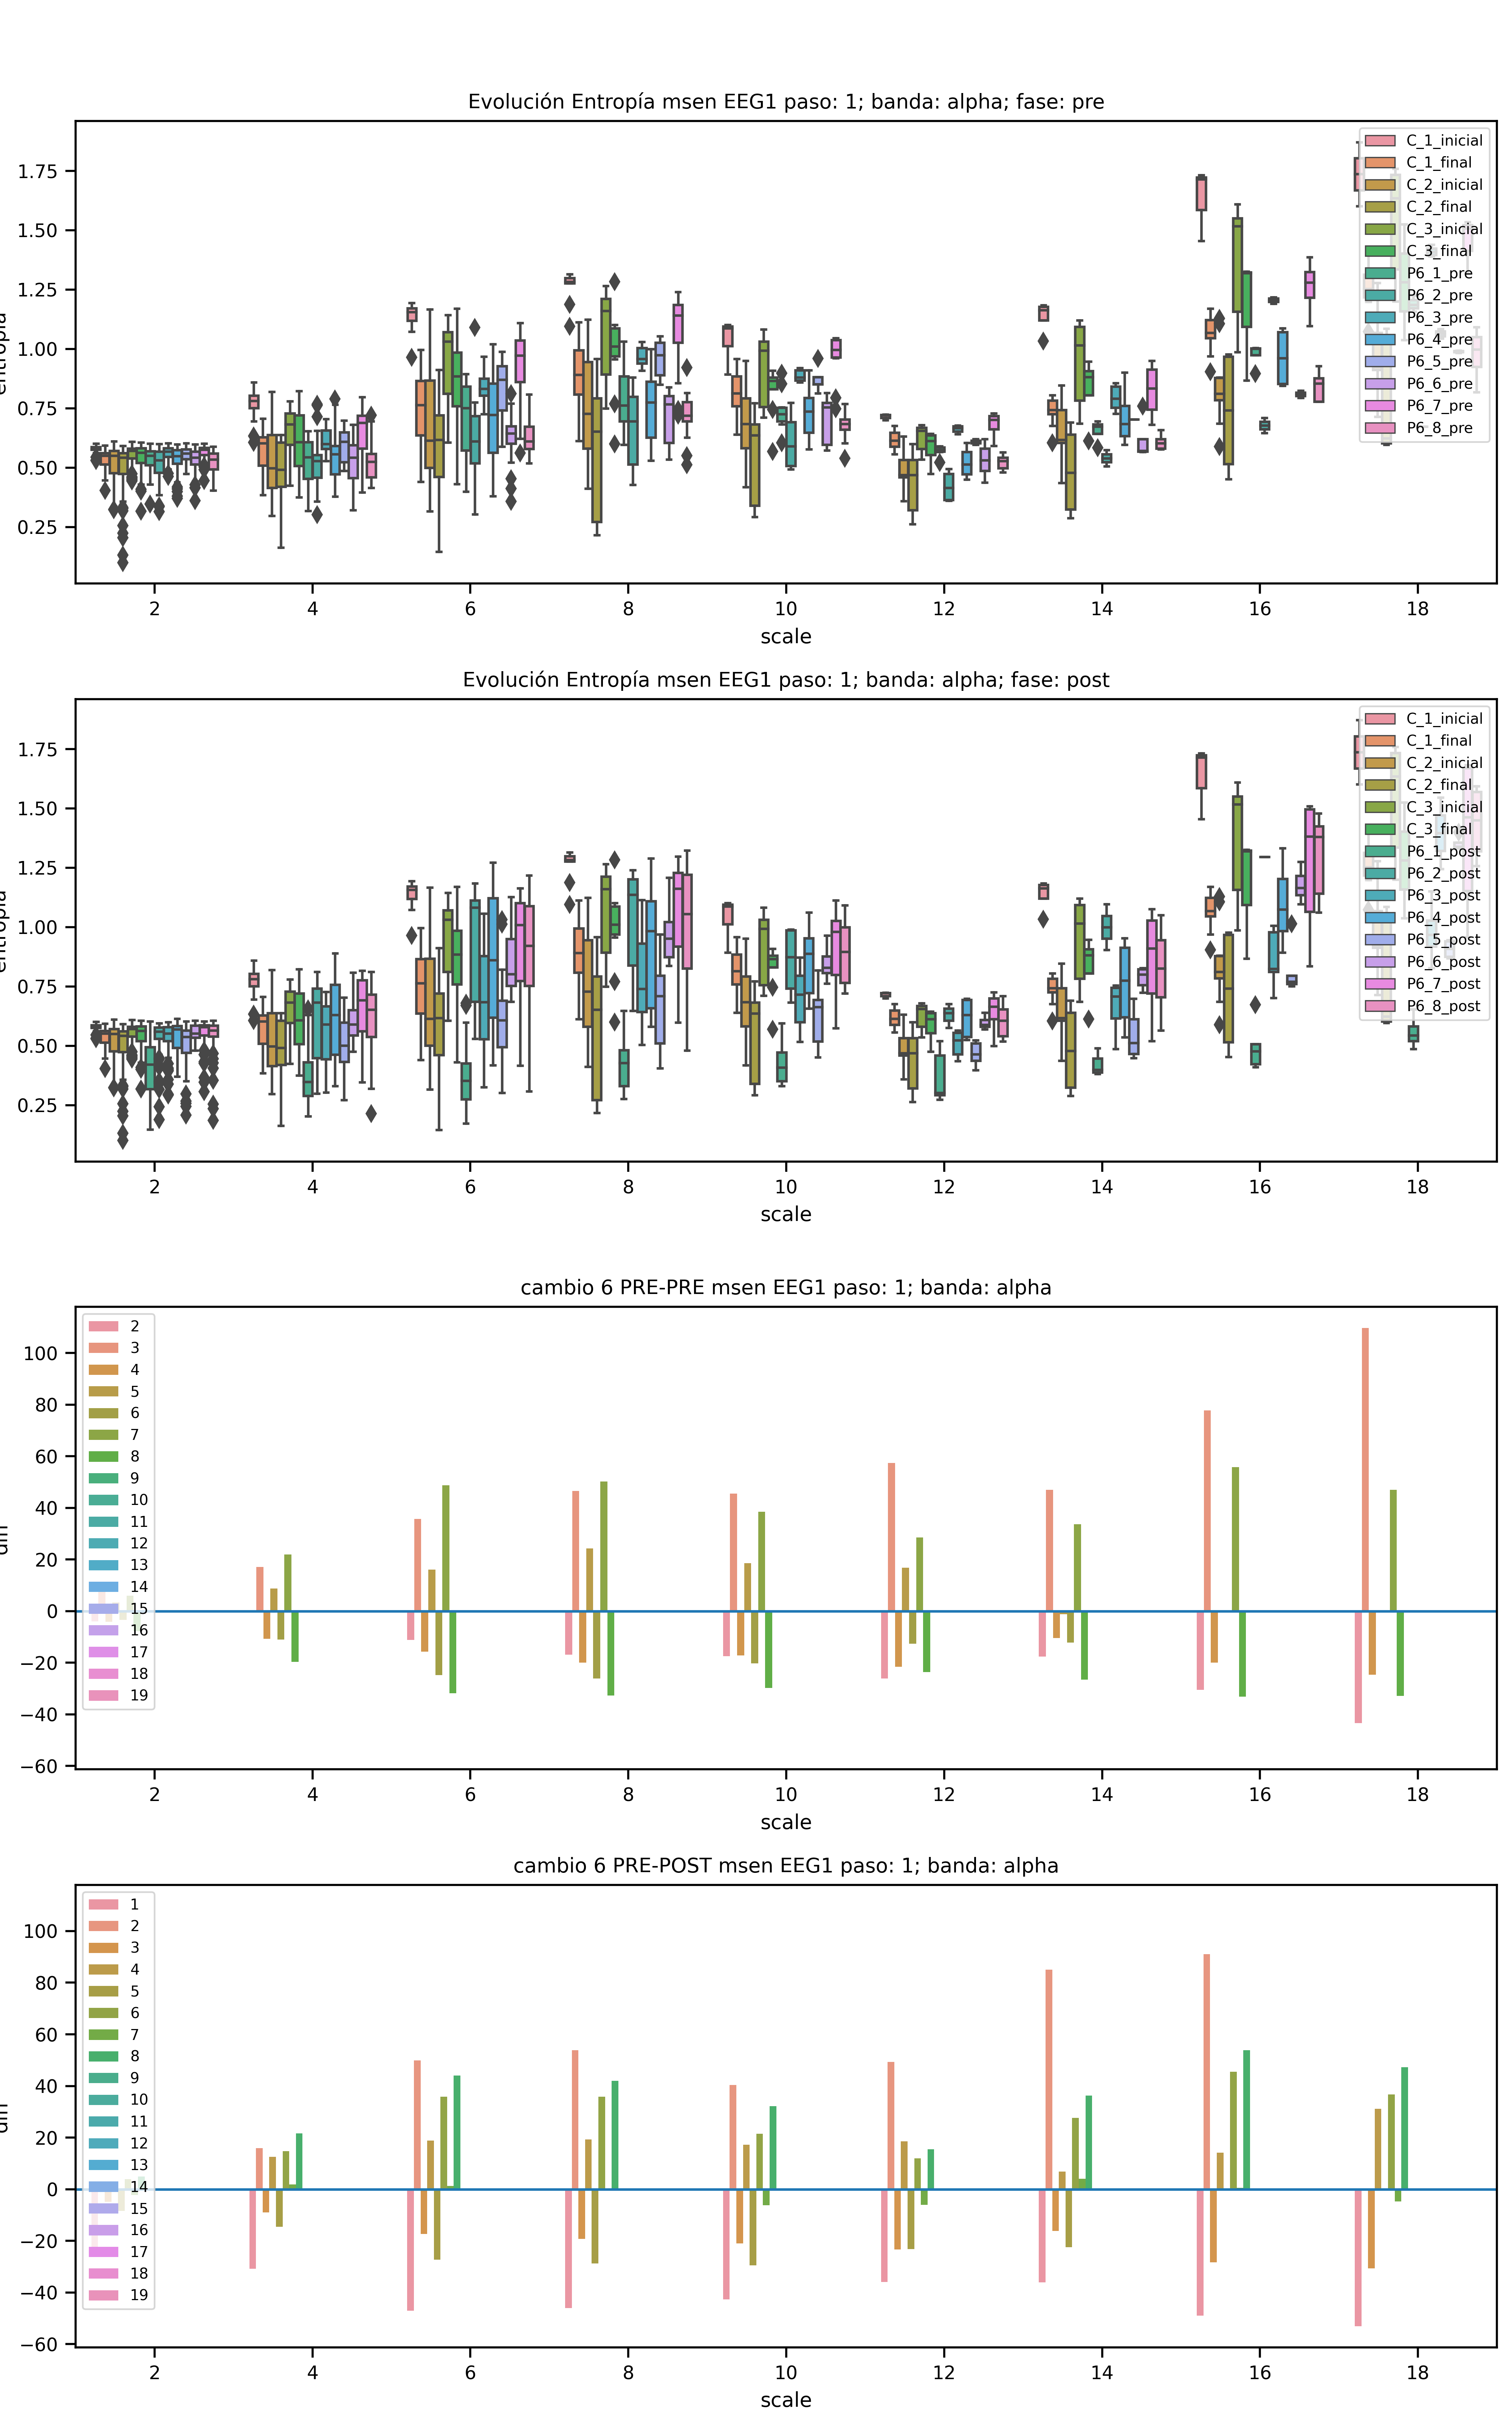 Evolución Entropía msen EEG1 paso: 1; banda: alpha; fase: pre
1.75
1.50
1.25
1.00
0.75
0.50
0.25
C_1_inicial
C_1_final
C_2_inicial
C_2_final
C_3_inicial
C_3_final
P6_1_pre
P6_2_pre
P6_3_pre
P6_4_pre
P6_5_pre
P6_6_pre
P6_7_pre
P6_8_pre
2 4 6 8 10 12 14 16 18
scale
Evolución Entropía msen EEG1 paso: 1; banda: alpha; fase: post
1.75
1.50
1.25
1.00
0.75
0.50
0.25
C_1_inicial
C_1_final
C_2_inicial
C_2_final
C_3_inicial
C_3_final
P6_1_post
P6_2_post
P6_3_post
P6_4_post
P6_5_post
P6_6_post
P6_7_post
P6_8_post
2 4 6 8 10 12 14 16 18
scale
cambio 6 PRE-PRE msen EEG1 paso: 1; banda: alpha
100
80
60
40
20
0
−20
−40
−60
2
3
4
5
6
7
8
9
10
11
12
13
14
15
16
17
18
19
2 4 6 8 10 12 14 16 18
scale
cambio 6 PRE-POST msen EEG1 paso: 1; banda: alpha
100
80
60
40
20
0
−20
−40
−60
1
2
3
4
5
6
7
8
9
10
11
12
13
14
15
16
17
18
19
2 4 6 8 10 12 14 16 18
scale